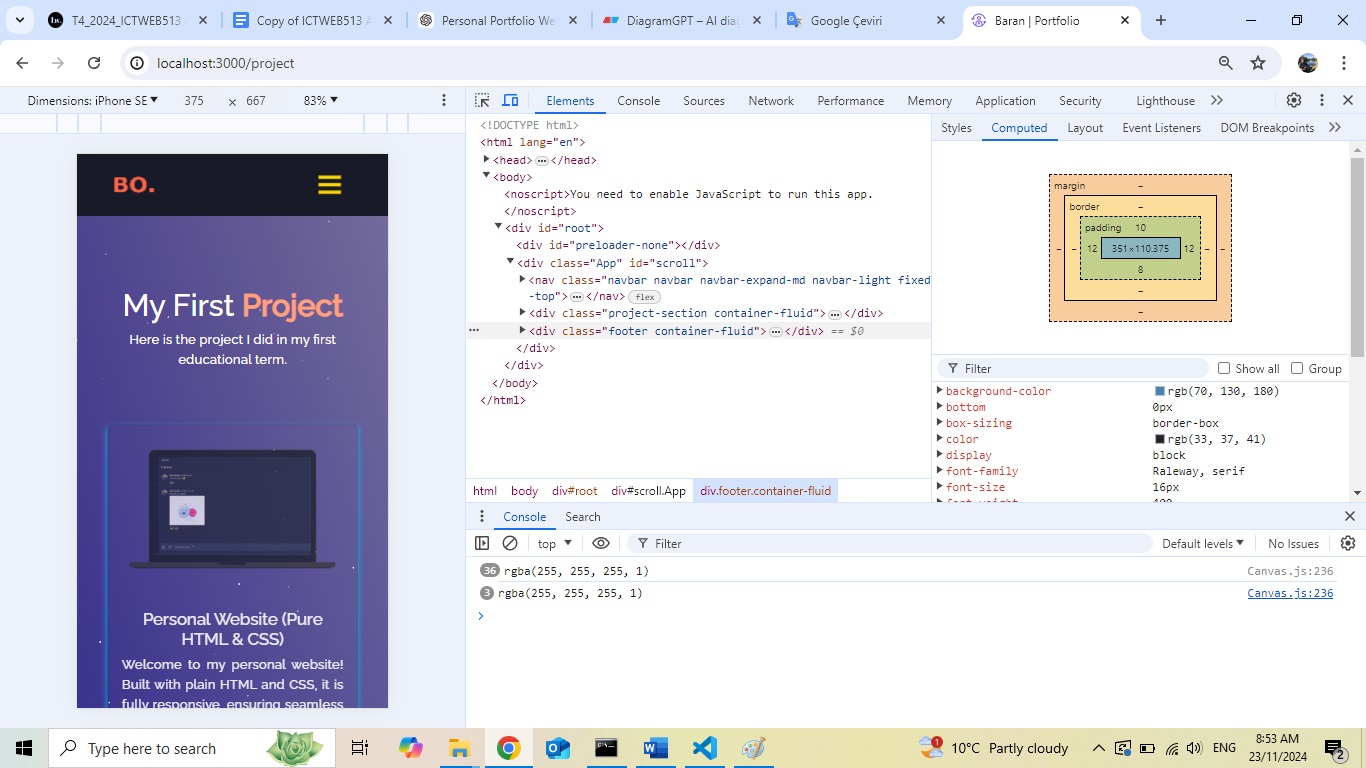 T4_2024_ICTWEB513
Copy of ICTWEB513 A
Personal Portfolio We
DiagramGPT – AI dia
Google Çeviri
Baran | Portfolio
localhost:3000/project
Dimensions: iPhone SE
375
×
667
83%
Elements
Console
Sources
Network
Performance
Memory
Application
Security
Lighthouse
BO.
My First Project
Here is the project I did in my first
educational term.
Personal Website (Pure
HTML & CSS)
Welcome to my personal website!
Built with plain HTML and CSS, it is
fully responsive, ensuring seamless
<!DOCTYPE html>
<html lang="en">
<head> … </head>
<body>
<noscript>You need to enable JavaScript to run this app.
</noscript>
<div id="root">
<div id="preloader-none"></div>
<div class="App" id="scroll">
<nav class="navbar navbar navbar-expand-md navbar-light fixed
-top"> … </nav> flex
<div class="project-section container-fluid"> … </div>
<div class="footer container-fluid"> … </div> == $0
</div>
</div>
</body>
</html>
html body div#root div#scroll.App div.footer.container-fluid
Styles
Computed
Layout
Event Listeners
DOM Breakpoints
margin –
border –
padding 10
– – 12 351×110.375 12 – –
8
–
–
Filter
Show all
Group
background-color rgb(70, 130, 180)
bottom 0px
box-sizing border-box
color rgb(33, 37, 41)
display block
font-family Raleway, serif
font-size 16px
font-weight 400
Console
Search
top
Filter
Default levels
No Issues
36 rgba(255, 255, 255, 1) Canvas.js:236
3 rgba(255, 255, 255, 1) Canvas.js:236
Type here to search
1
10°C Partly cloudy
ENG
8:53 AM
23/11/2024
2